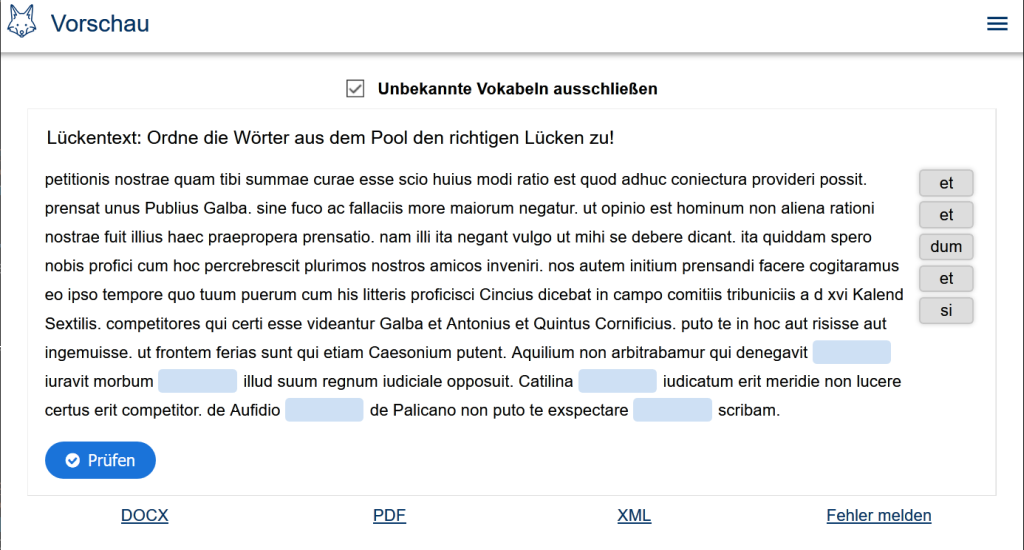 Vorschau
Unbekannte Vokabeln ausschließen
Lückentext: Ordne die Wörter aus dem Pool den richtigen Lücken zu!
petitionis nostrae quam tibi summae curae esse scio huius modi ratio est quod adhuc coniectura provideri possit.
prensat unus Publius Galba. sine fuco ac fallaciis more maiorum negatur. ut opinio est hominum non aliena rationi
nostrae fuit illius haec praepropera prensatio. nam illi ita negant vulgo ut mihi se debere dicant. ita quiddam spero
nobis profici cum hoc percrebrescit plurimos nostros amicos inveniri. nos autem initium prensandi facere cogitaramus
eo ipso tempore quo tuum puerum cum his litteris proficisci Cincius dicebat in campo comitiis tribuniciis a d xvi Kalend
Sextilis. competitores qui certi esse videantur Galba et Antonius et Quintus Cornificius. puto te in hoc aut risisse aut
ingemuisse. ut frontem ferias sunt qui etiam Caesonium putent. Aquilium non arbitrabamur qui denegavit
iuravit morbum illud suum regnum iudiciale opposuit. Catilina iudicatum erit meridie non lucere
certus erit competitor. de Aufidio de Palicano non puto te exspectare scribam.
et
et
dum
et
si
Prüfen
DOCX PDF XML Fehler melden